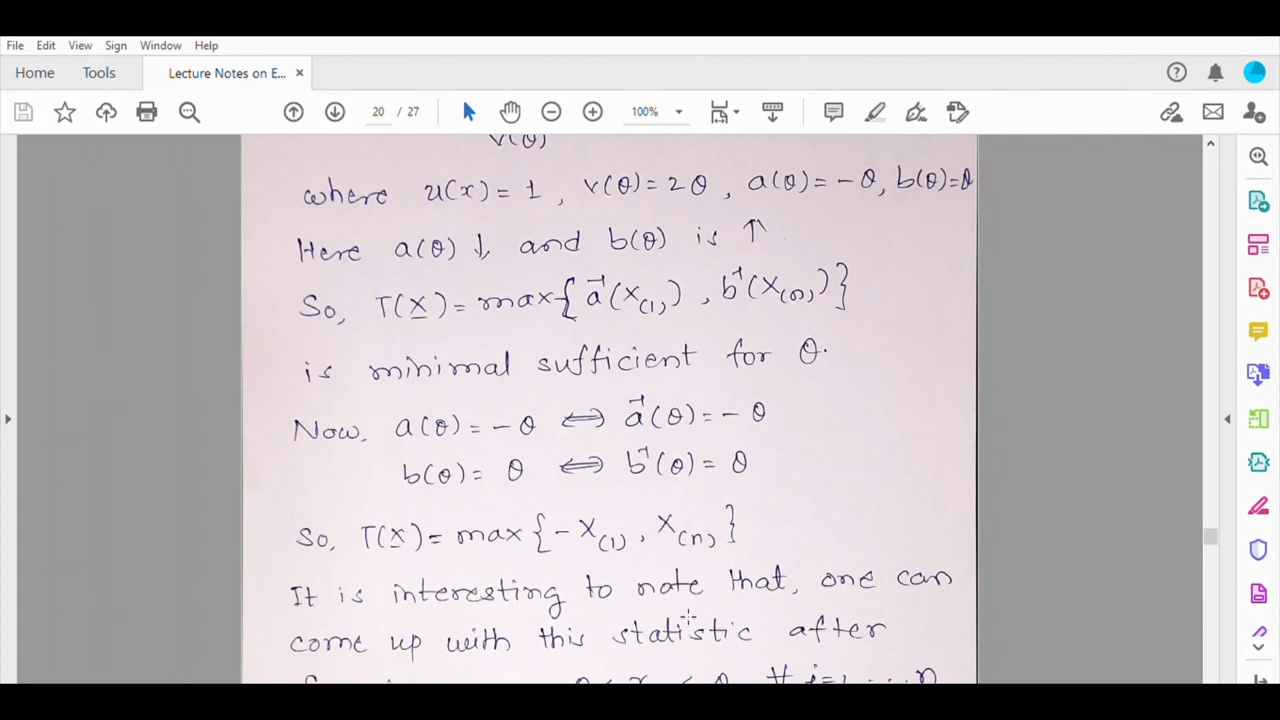 File Edit View Sign Window Help
Home Tools Lecture Notes on E... ×
20 / 27 100%
V(θ)
where u(x) = 1 , v(θ) = 2θ , a(θ) = - θ, b(θ)=θ
Here a(θ) ↓ and b(θ) is ↑
So, T(X) = max{ a⁻¹(X(1)) , b⁻¹(X(n)) }
is minimal sufficient for θ.
Now, a(θ) = - θ ⇔ a⁻¹(θ) = - θ
b(θ) = θ ⇔ b⁻¹(θ) = θ
So, T(X) = max { - X(1) , X(n) }
It is interesting to note that, one can
come up with this statistic after
∀ i=1, ..., n